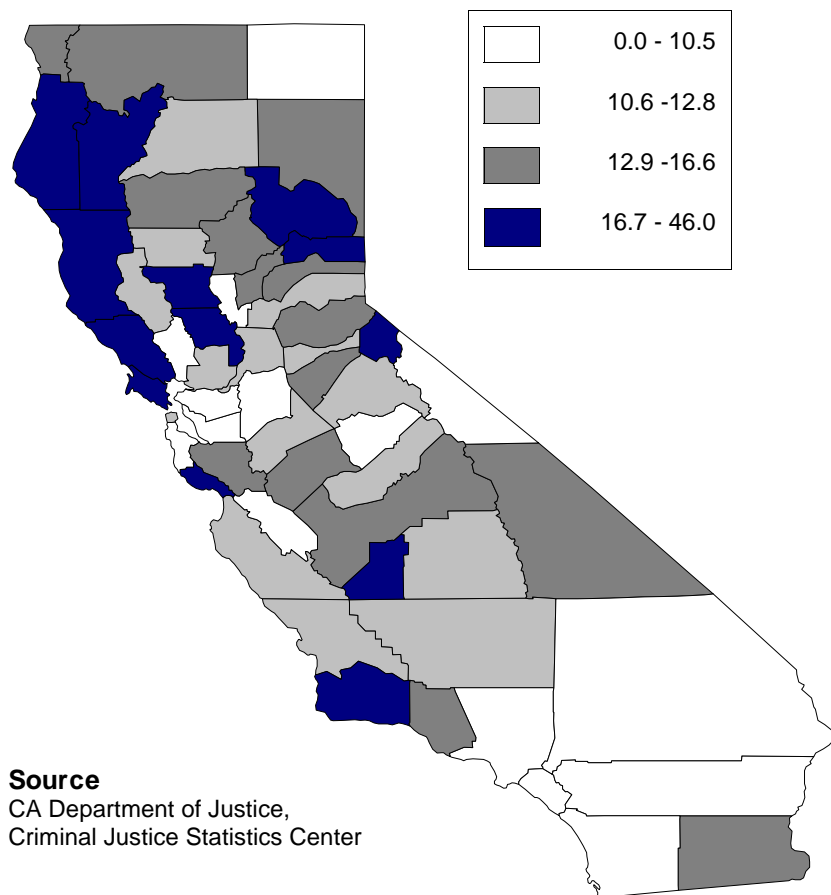 0.0 - 10.5
10.6 -12.8
12.9 -16.6
16.7 - 46.0
Source
CA Department of Justice,
Criminal Justice Statistics Center